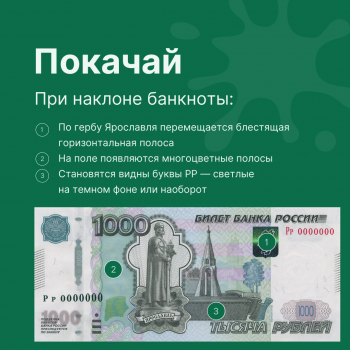 Покачай
При наклоне банкноты:
1 По гербу Ярославля перемещается блестящая
горизонтальная полоса
2 На поле появляются многоцветные полосы
3 Становятся видны буквы РР — светлые
на темном фоне или наоборот
1000
БИЛЕТ БАНКА РОССИИ
Рр 0000000
1
2
Рр 0000000
3
ЯРОСЛАВЛЬ
1000
1000
ТЫСЯЧА РУБЛЕЙ